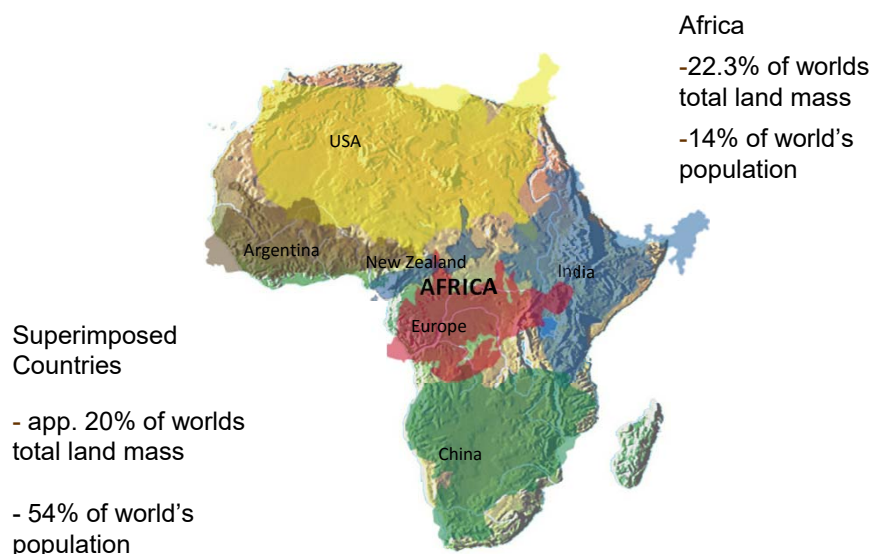 Africa
-22.3% of worlds
total land mass
-14% of world's
population
USA
Argentina
New Zealand
India
AFRICA
Europe
China
Superimposed
Countries
- app. 20% of worlds
total land mass
- 54% of world's
population